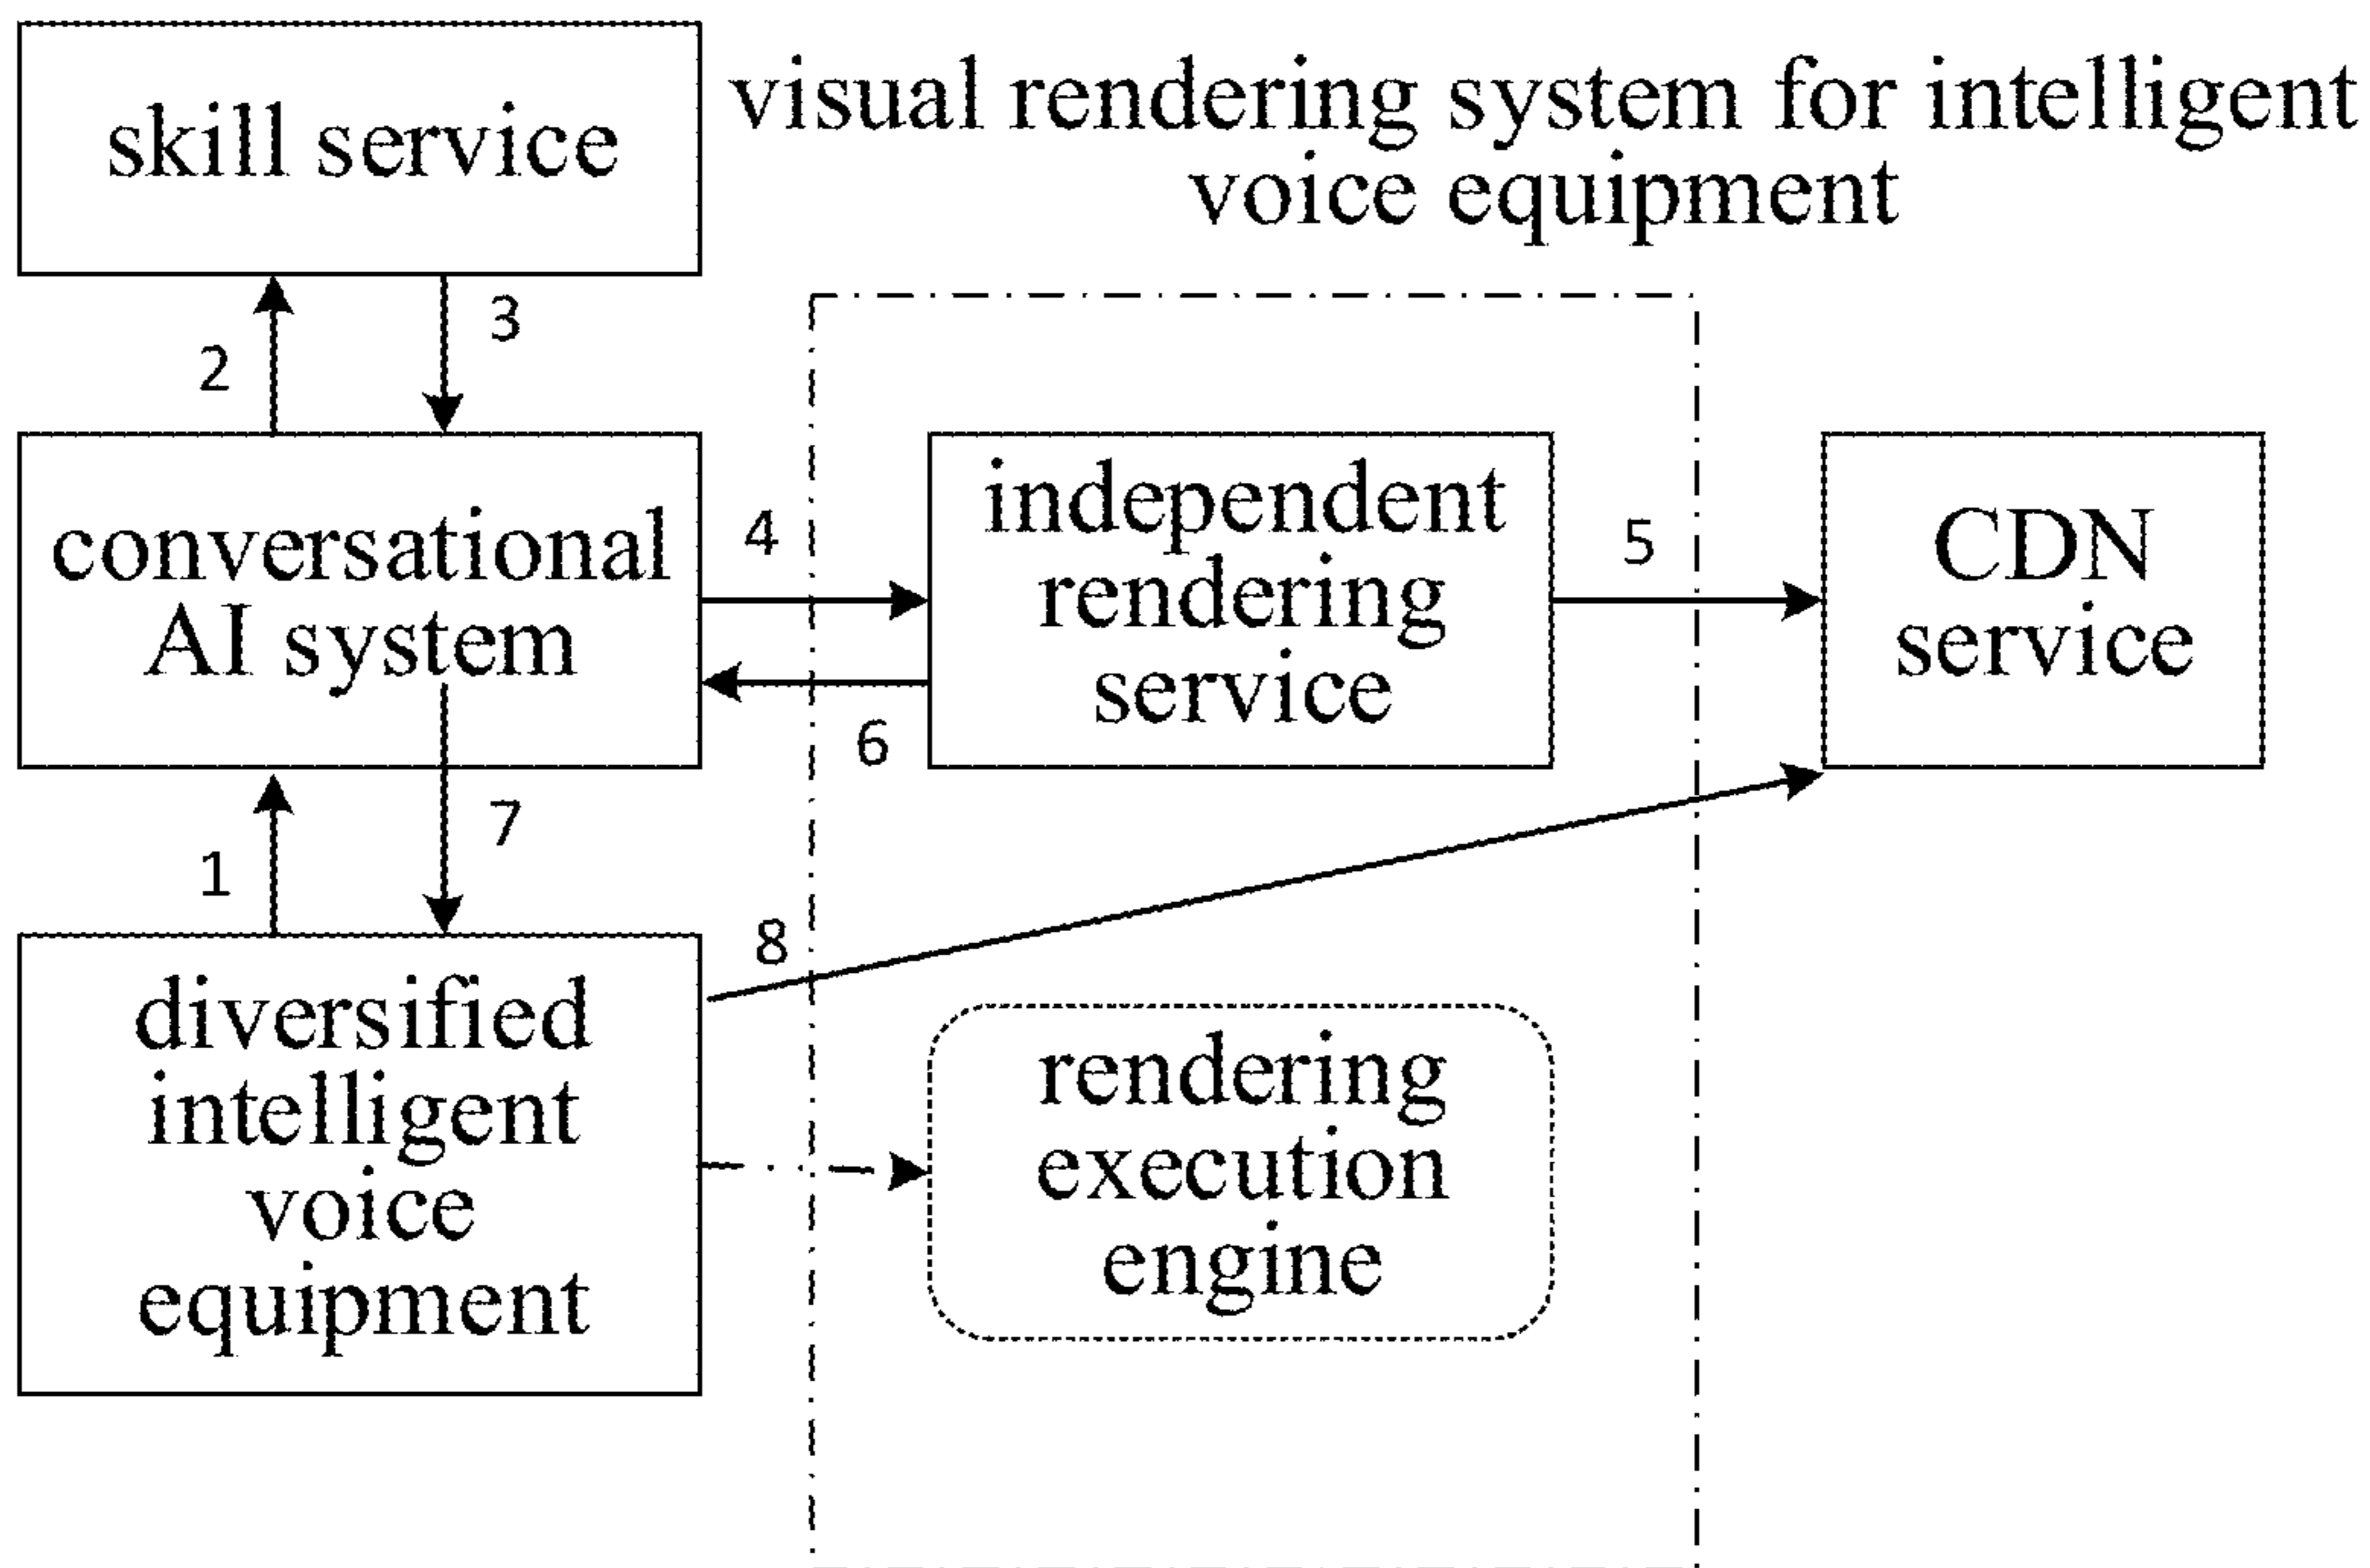 skill service
visual rendering system for intelligent
voice equipment
2
3
conversational
AI system
4
independent
rendering
service
5
CDN
service
6
1
7
8
diversified
intelligent
voice
equipment
rendering
execution
engine